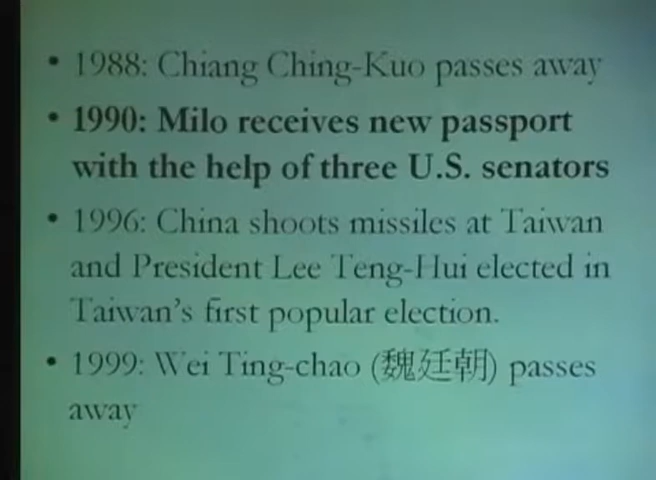 • 1988: Chiang Ching-Kuo passes away
• 1990: Milo receives new passport
with the help of three U.S. senators
• 1996: China shoots missiles at Taiwan
and President Lee Teng-Hui elected in
Taiwan's first popular election.
• 1999: Wei Ting-chao (魏廷朝) passes
away